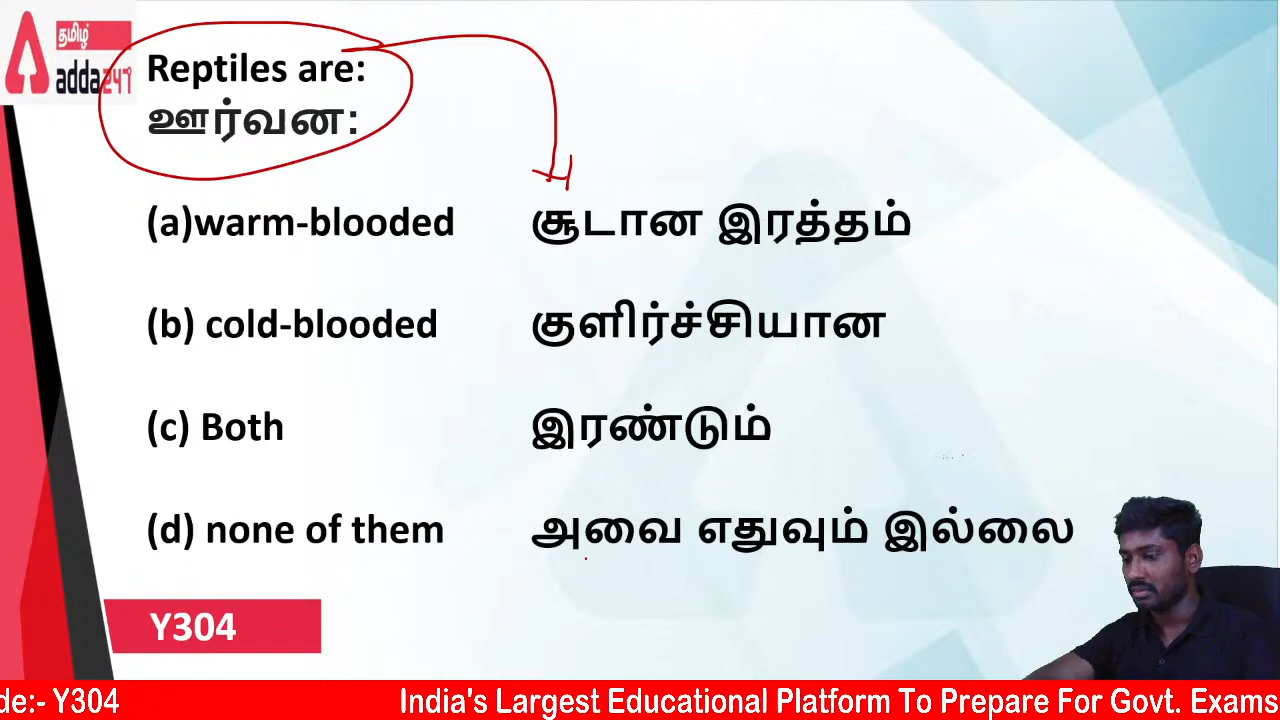 தமிழ்
adda247
Reptiles are:
ஊர்வன:
(a)warm-blooded சூடான இரத்தம்
(b) cold-blooded குளிர்ச்சியான
(c) Both இரண்டும்
(d) none of them அவை எதுவும் இல்லை
Y304
de:- Y304 India's Largest Educational Platform To Prepare For Govt. Exams